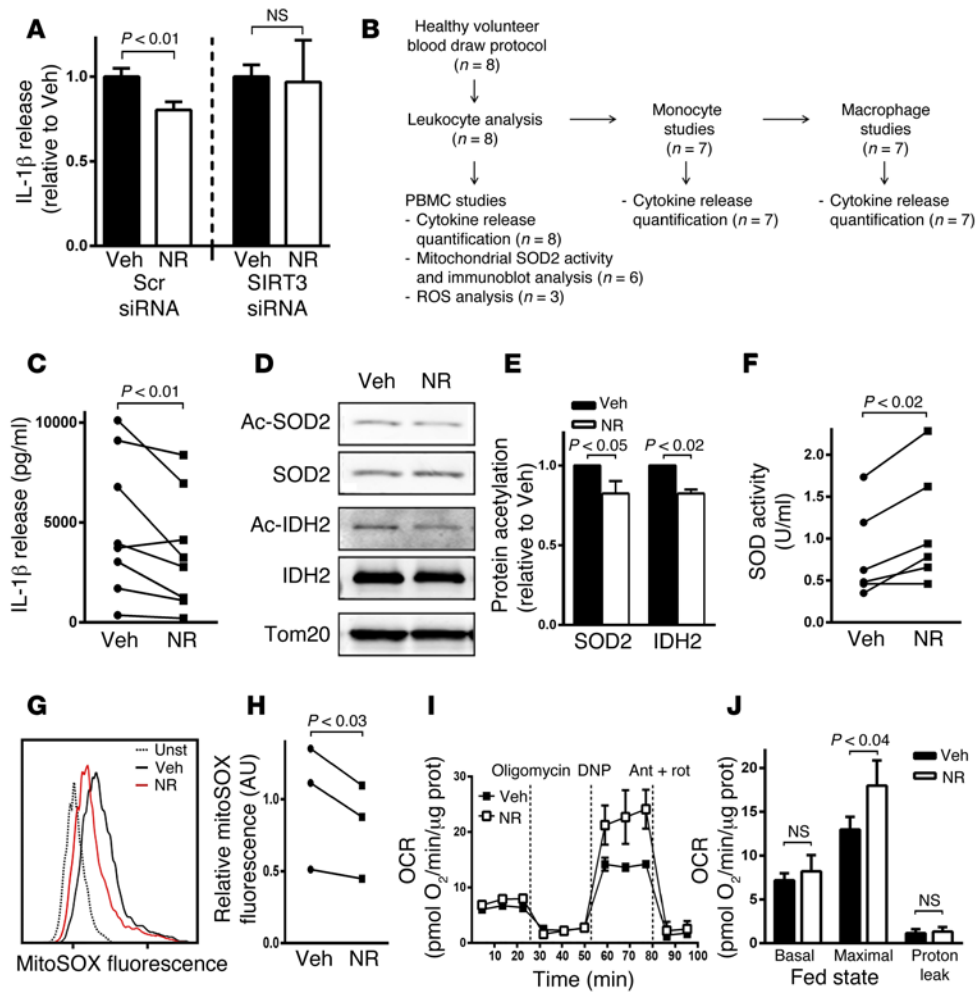 A
P < 0.01
NS
IL-1β release
(relative to Veh)
1.0
0.5
0.0
Veh NR Veh NR
Scr
siRNA
SIRT3
siRNA
B
Healthy volunteer
blood draw protocol
(n = 8)
Leukocyte analysis
(n = 8)
Monocyte
studies
(n = 7)
Macrophage
studies
(n = 7)
PBMC studies
- Cytokine release
quantification (n = 8)
- Mitochondrial SOD2 activity
and immunoblot analysis (n = 6)
- ROS analysis (n = 3)
- Cytokine release
quantification (n = 7)
- Cytokine release
quantification (n = 7)
C
P < 0.01
IL-1β release (pg/ml)
10000
5000
0
Veh NR
D
Veh NR
Ac-SOD2
SOD2
Ac-IDH2
IDH2
Tom20
E
Veh
NR
P < 0.05 P < 0.02
Protein acetylation
(relative to Veh)
1.0
0.5
0.0
SOD2 IDH2
F
P < 0.02
SOD activity
(U/ml)
2.0
1.5
1.0
0.5
0.0
Veh NR
G
Unst
Veh
NR
MitoSOX fluorescence
H
P < 0.03
Relative mitoSOX
fluorescence (AU)
1.0
0.5
0.0
Veh NR
I
Oligomycin DNP Ant + rot
Veh
NR
OCR
(pmol O2/min/μg prot)
30
20
10
0
0 10 20 30 40 50 60 70 80 90 100
Time (min)
J
P < 0.04
Veh
NR
NS
NS
OCR
(pmol O2/min/μg prot)
20
15
10
5
0
Basal Maximal Proton
leak
Fed state